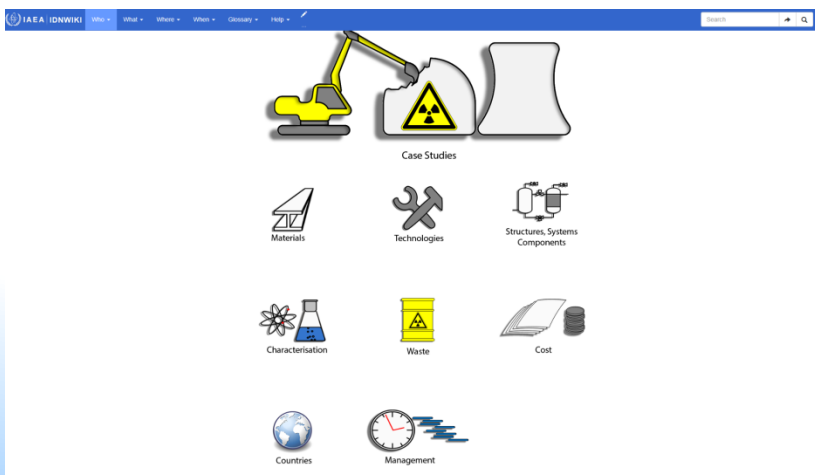 IAEA IDNWIKI Who What Where When Glossary Help Search
Case Studies
Materials Technologies Structures, Systems
Components
Characterisation Waste Cost
Countries Management